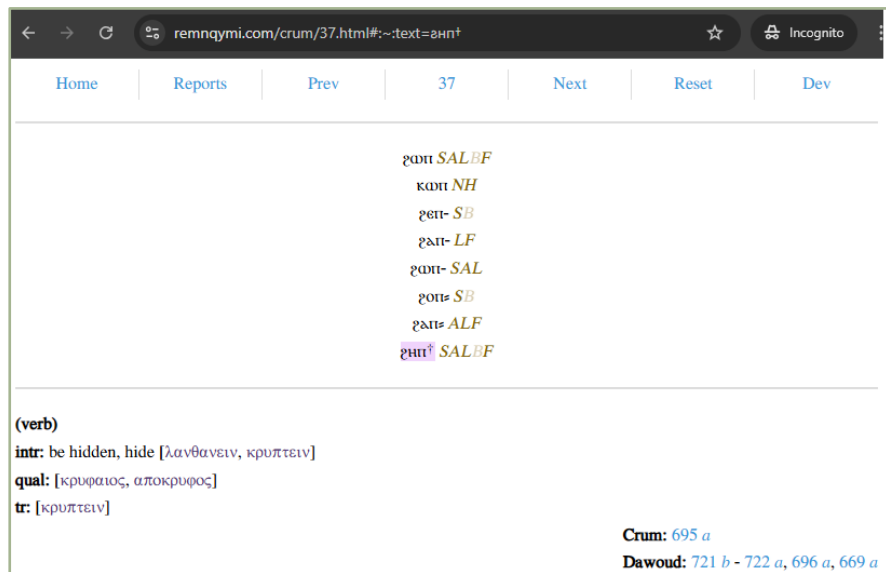 remnqymi.com/crum/37.html#:~:text=ϩⲏⲡ† Incognito
Home Reports Prev 37 Next Reset Dev
ϩⲱⲡ SALBF
ⲕⲱⲡ NH
ϩⲉⲡ- SB
ϩⲁⲡ- LF
ϩⲱⲡ- SAL
ϩⲟⲡ⸗ SB
ϩⲁⲡ⸗ ALF
ϩⲏⲡ† SALBF
(verb)
intr: be hidden, hide [λανθανειν, κρυπτειν]
qual: [κρυφαιος, αποκρυφος]
tr: [κρυπτειν]
Crum: 695 a
Dawoud: 721 b - 722 a, 696 a, 669 a